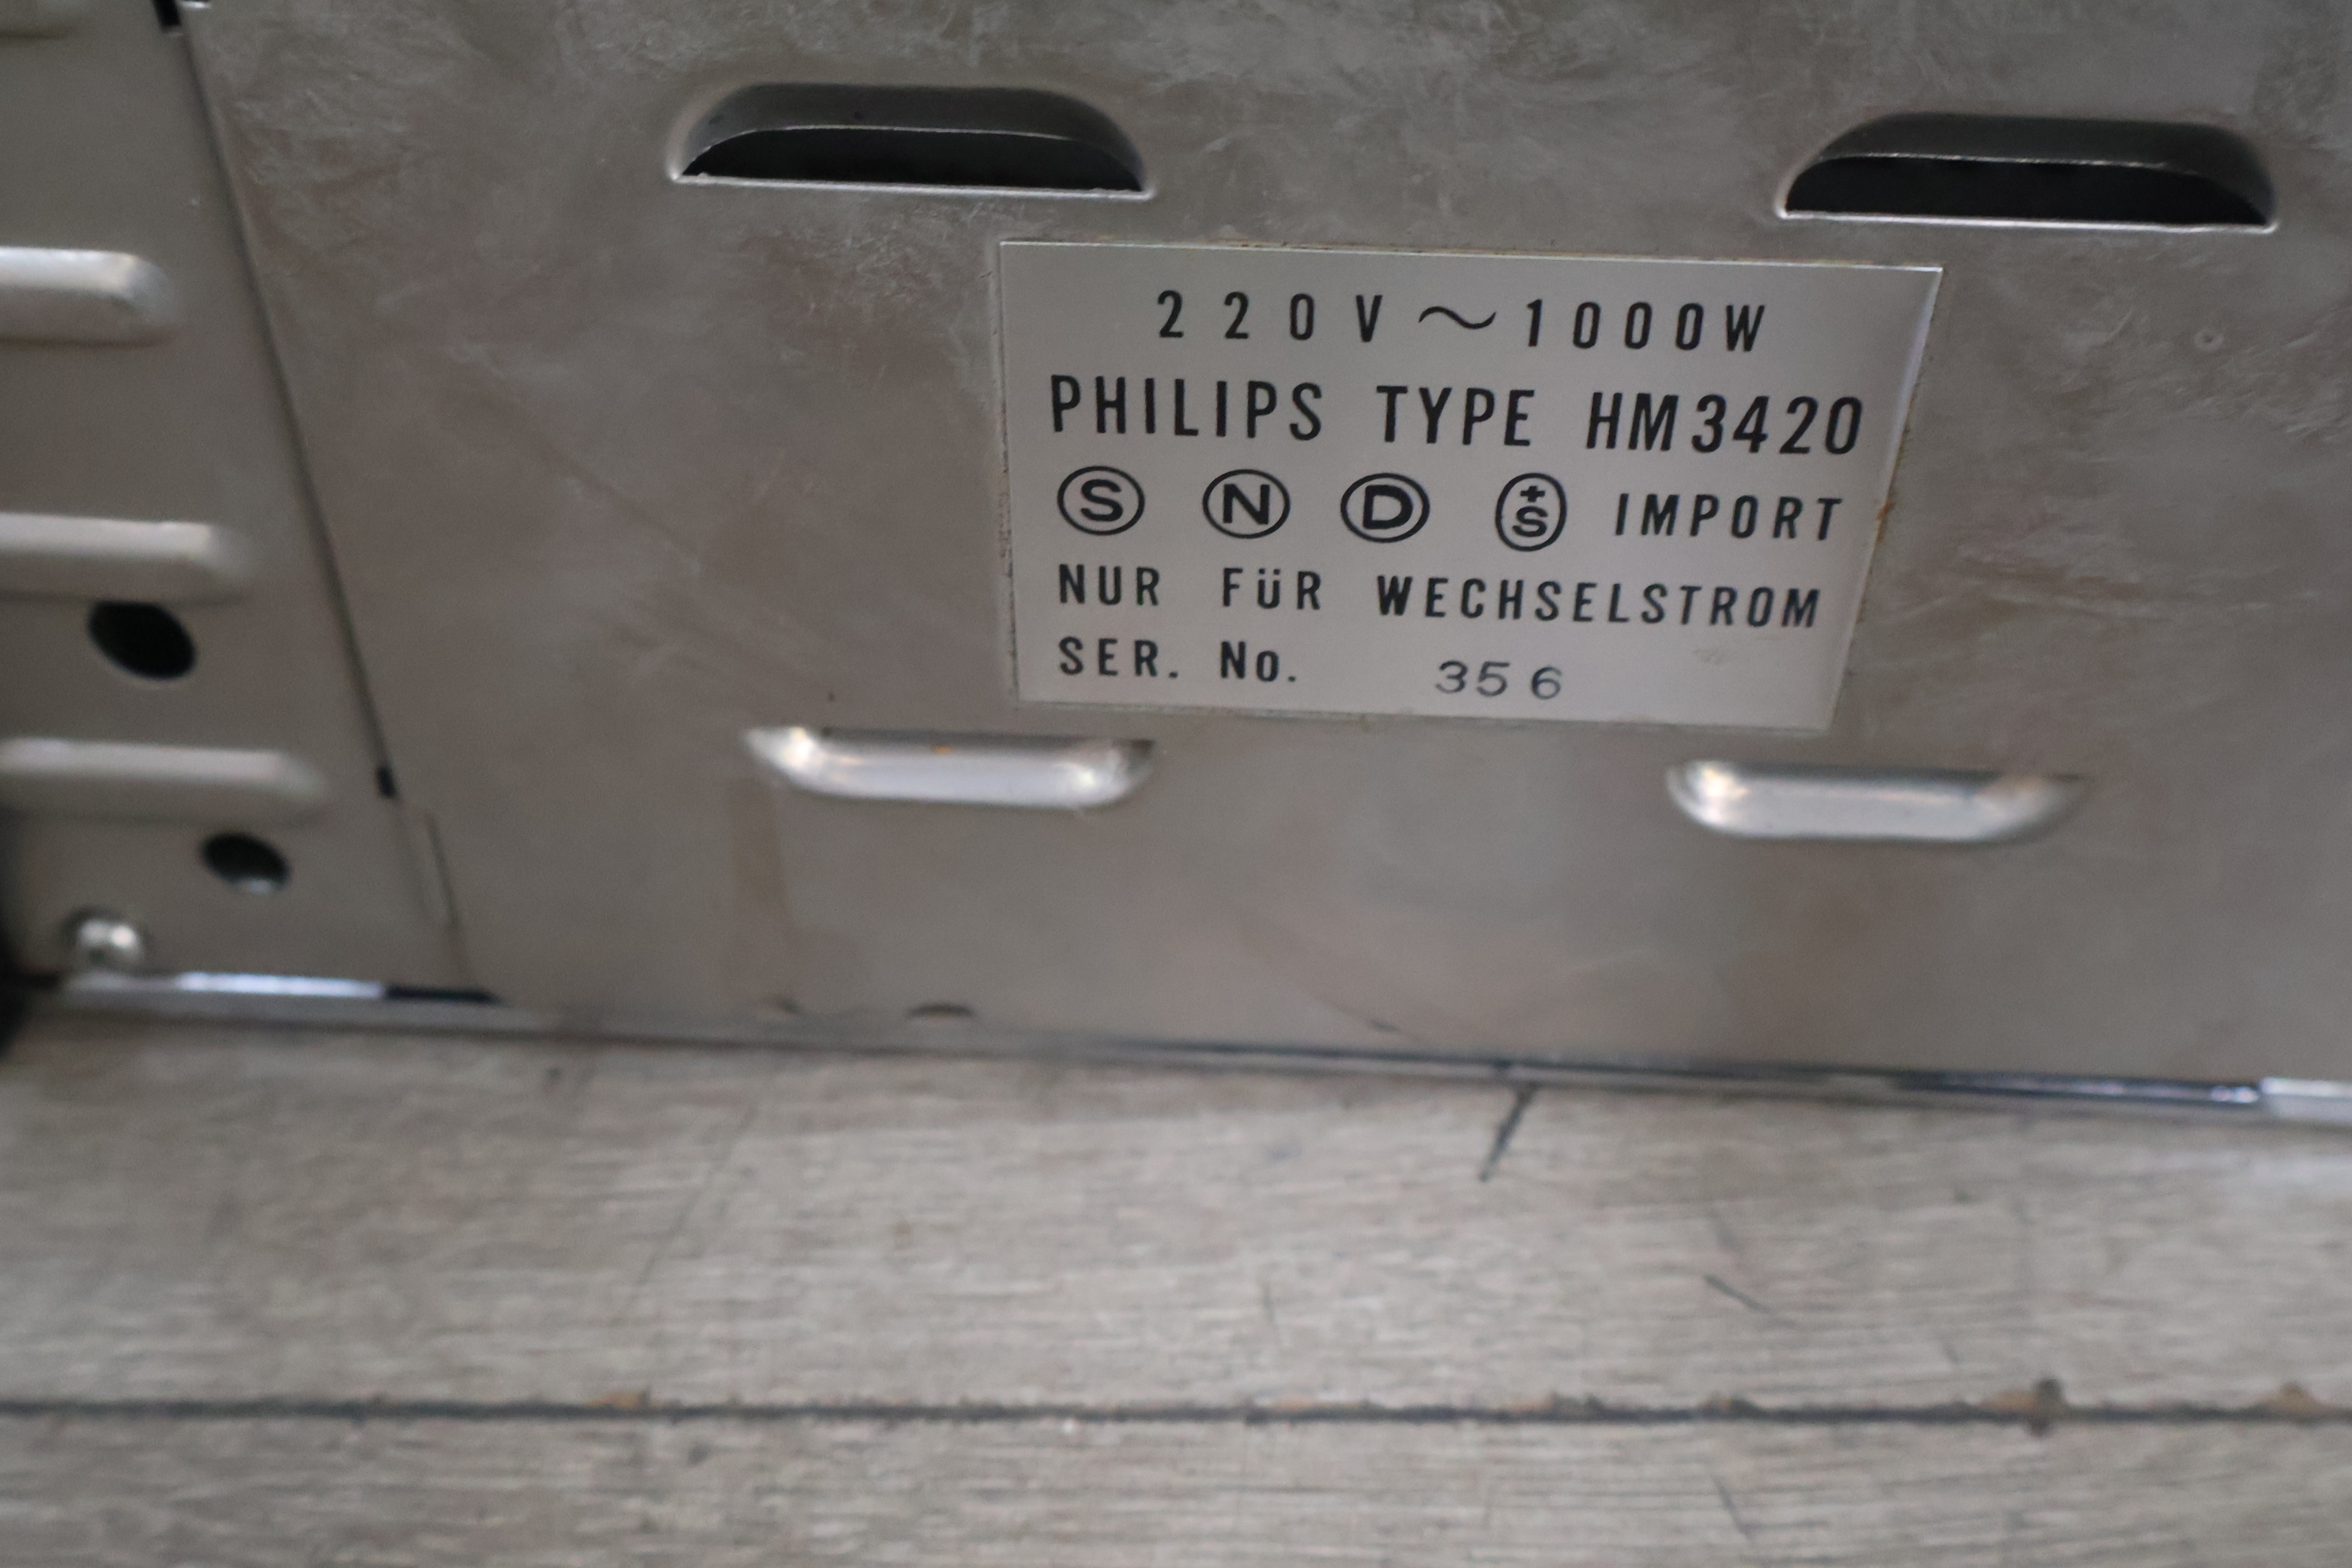 220V ~ 1000W
PHILIPS TYPE HM3420
S N D +S IMPORT
NUR FüR WECHSELSTROM
SER. No. 356